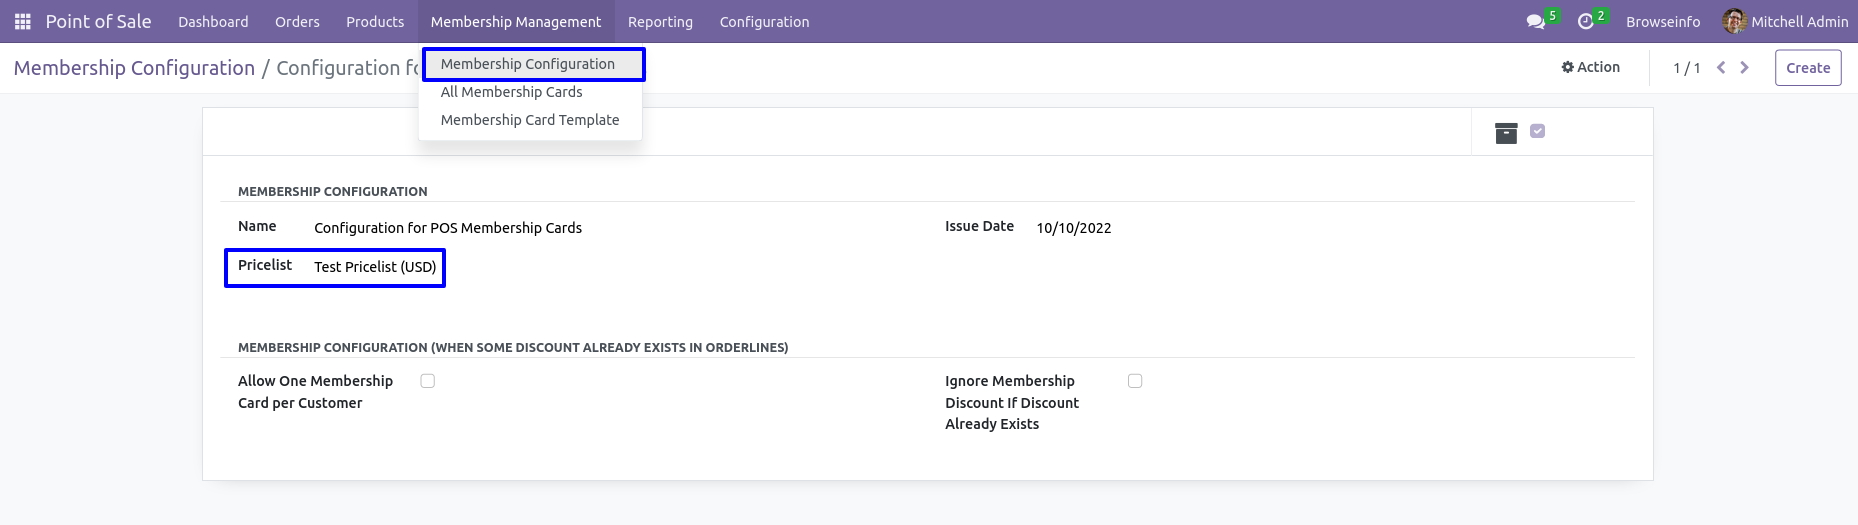 Point of Sale Dashboard Orders Products Membership Management Reporting Configuration 5 2 Browseinfo Mitchell Admin
Membership Configuration / Configuration fo Action 1 / 1 Create
Membership Configuration
All Membership Cards
Membership Card Template
MEMBERSHIP CONFIGURATION
Name Configuration for POS Membership Cards Issue Date 10/10/2022
Pricelist Test Pricelist (USD)
MEMBERSHIP CONFIGURATION (WHEN SOME DISCOUNT ALREADY EXISTS IN ORDERLINES)
Allow One Membership Ignore Membership
Card per Customer Discount If Discount
Already Exists